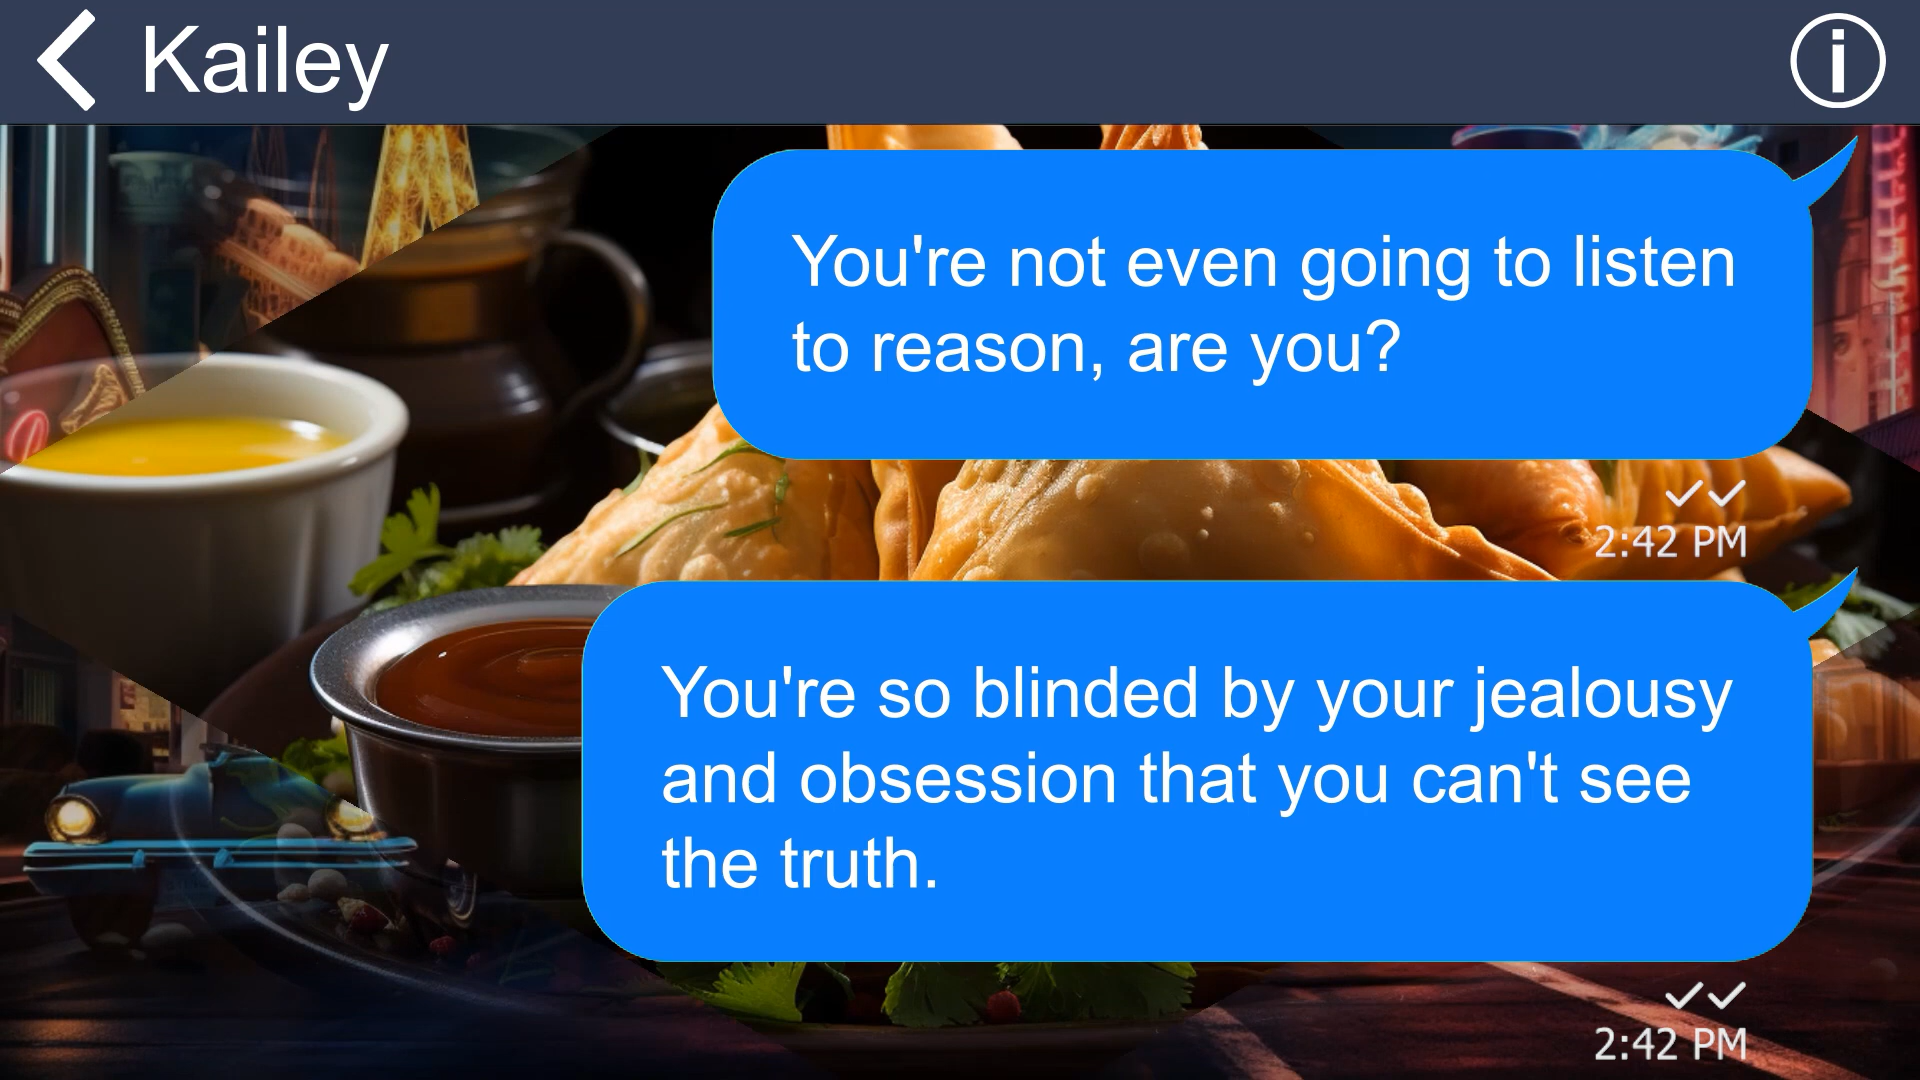 Kailey
You're not even going to listen
to reason, are you?
2:42 PM
You're so blinded by your jealousy
and obsession that you can't see
the truth.
2:42 PM